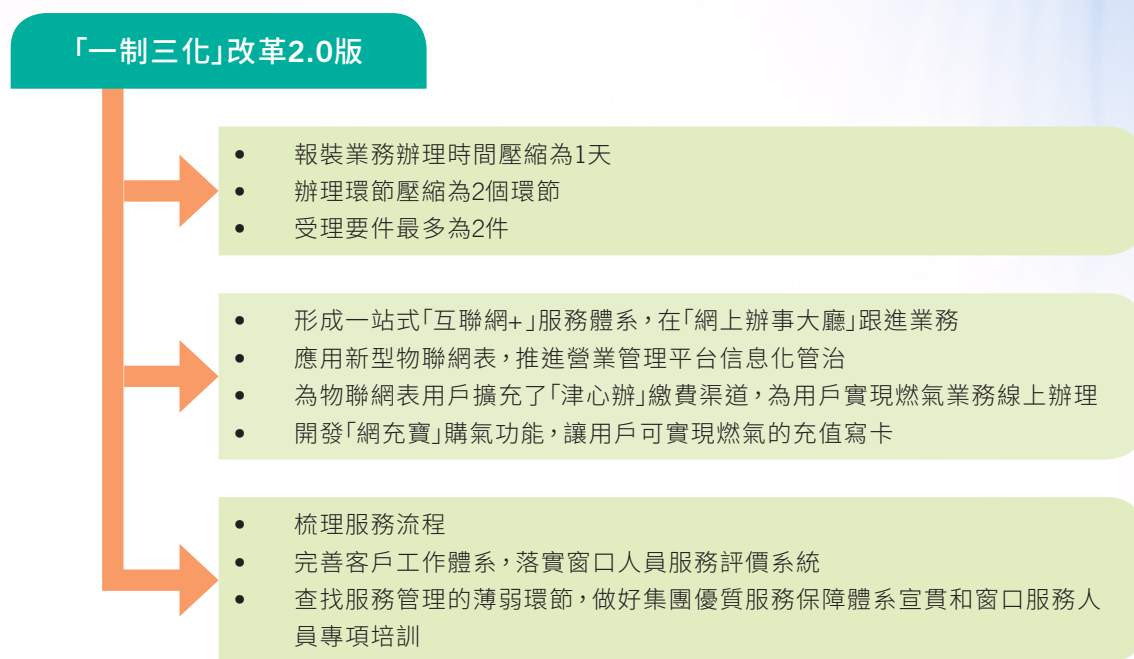 「一制三化」改革2.0版
• 報裝業務辦理時間壓縮為1天
• 辦理環節壓縮為2個環節
• 受理要件最多為2件
• 形成一站式「互聯網+」服務體系，在「網上辦事大廳」跟進業務
• 應用新型物聯網表，推進營業管理平台信息化管治
• 為物聯網表用戶擴充了「津心辦」繳費渠道，為用戶實現燃氣業務線上辦理
• 開發「網充寶」購氣功能，讓用戶可實現燃氣的充值寫卡
• 梳理服務流程
• 完善客戶工作體系，落實窗口人員服務評價系統
• 查找服務管理的薄弱環節，做好集團優質服務保障體系宣貫和窗口服務人
員專項培訓